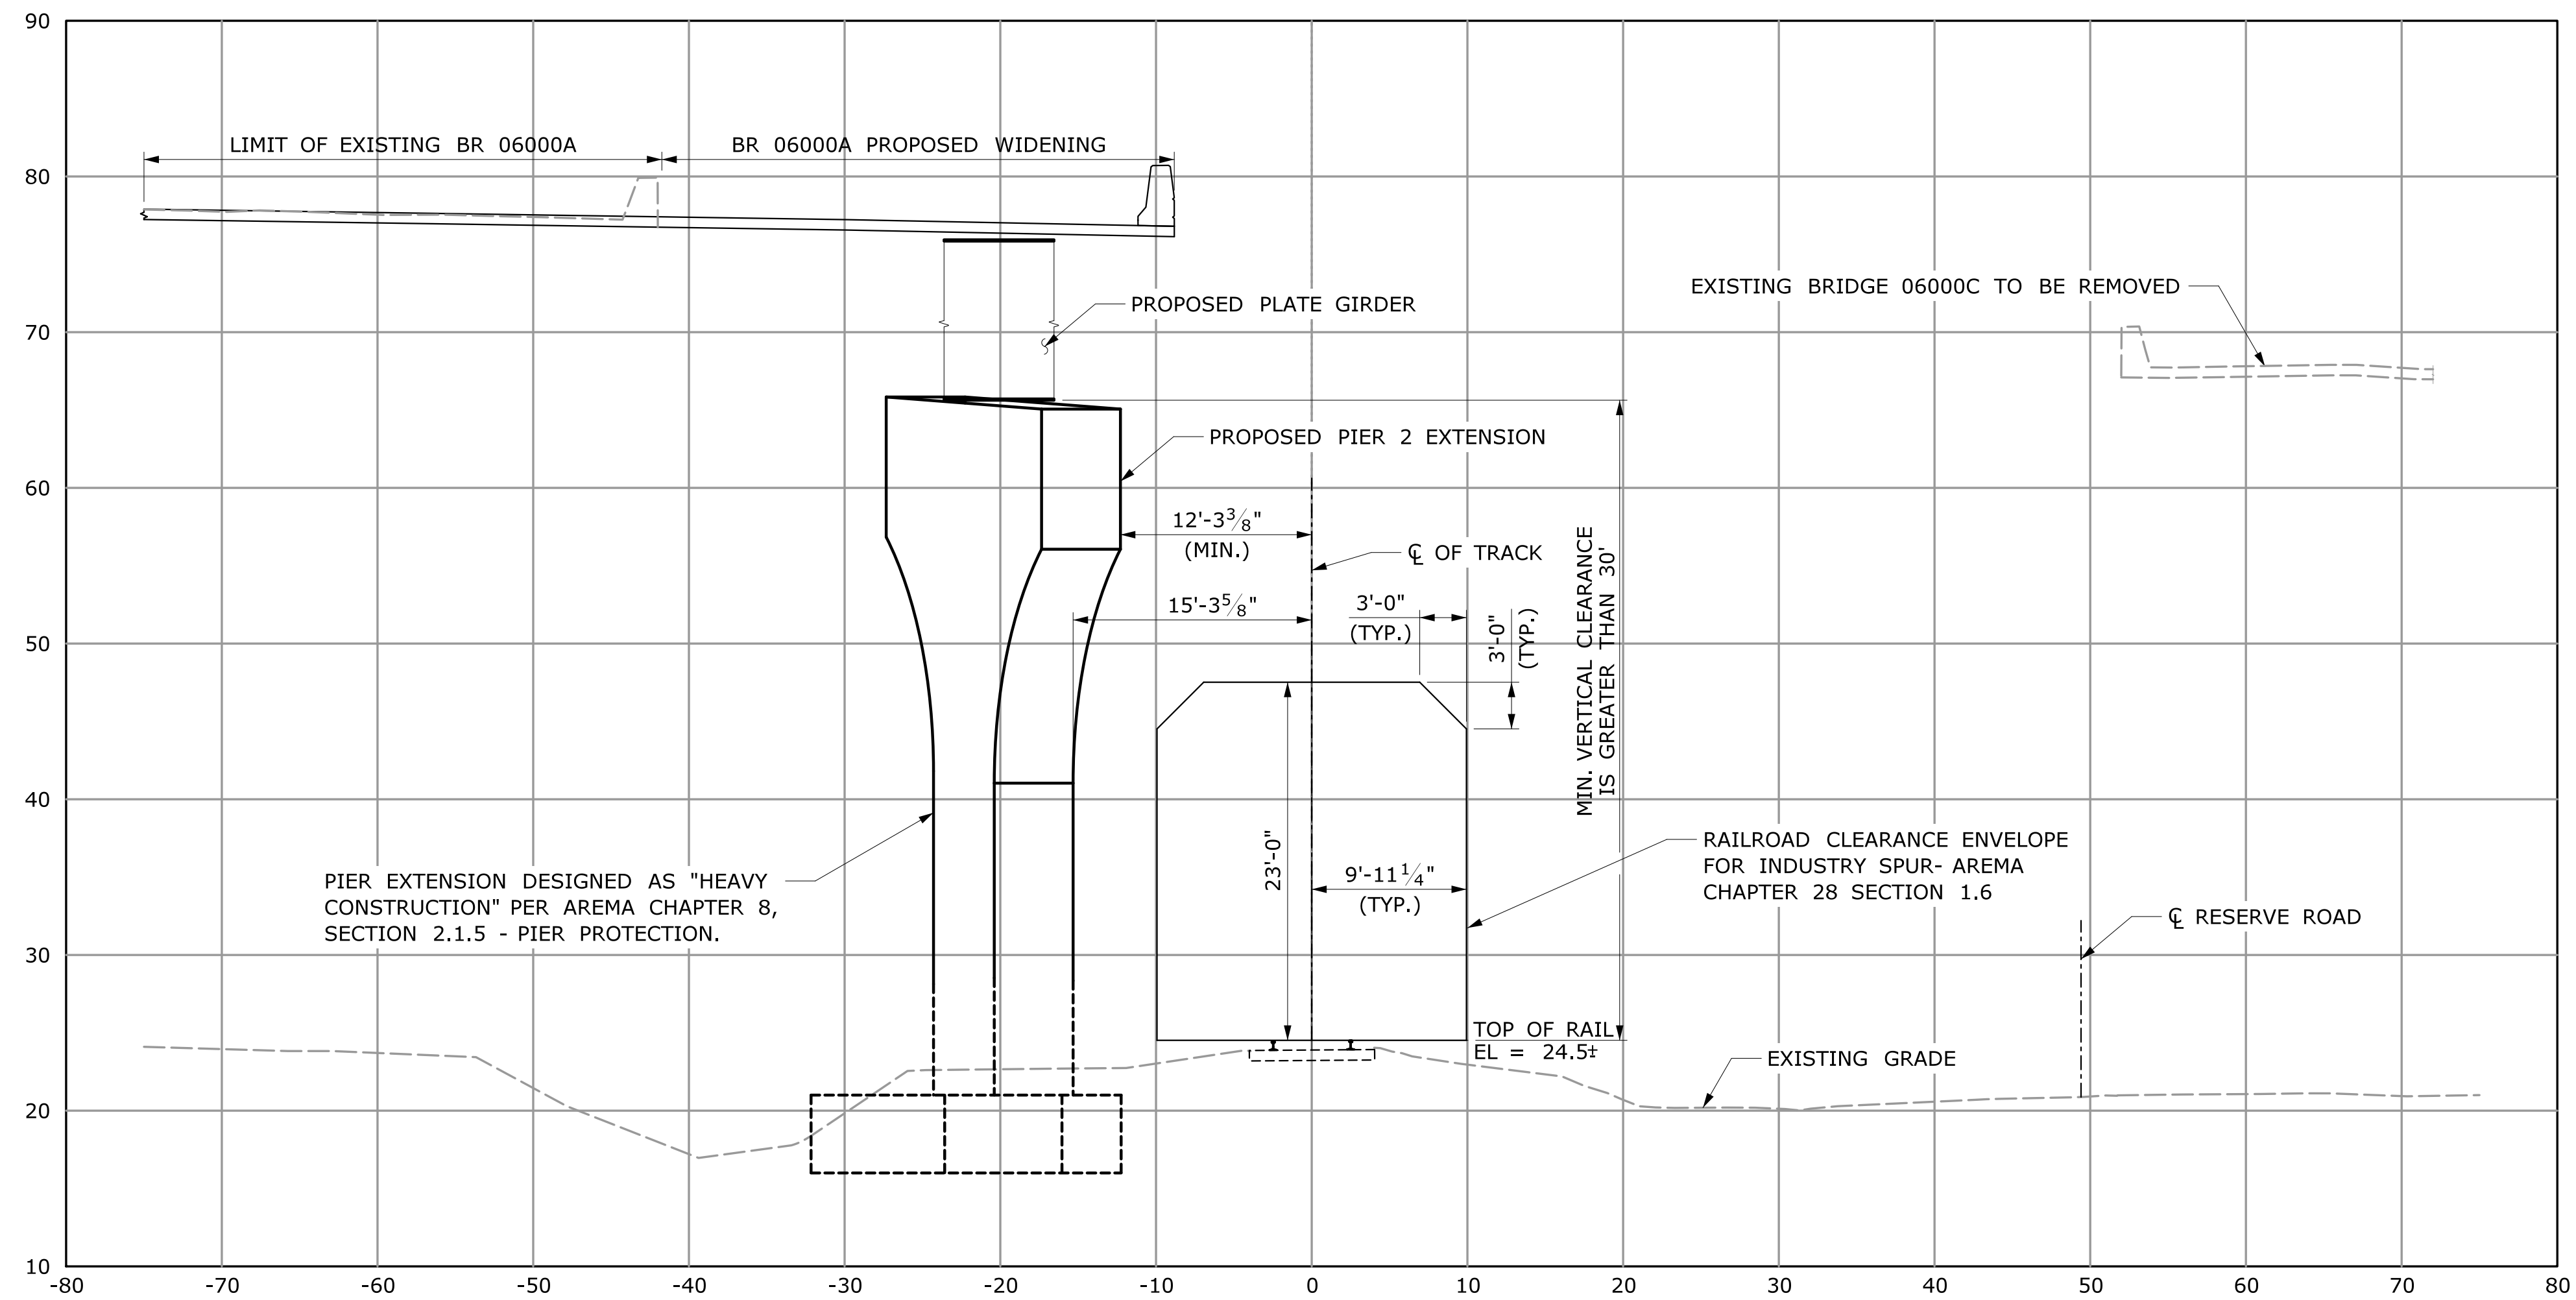 90
LIMIT OF EXISTING BR 06000A
BR 06000A PROPOSED WIDENING
80
EXISTING BRIDGE 06000C TO BE REMOVED
PROPOSED PLATE GIRDER
70
PROPOSED PIER 2 EXTENSION
60
12'-3 3/8"
(MIN.)
℄ OF TRACK
MIN. VERTICAL CLEARANCE
IS GREATER THAN 30'
15'-3 5/8"
3'-0"
(TYP.)
3'-0"
(TYP.)
50
40
23'-0"
9'-11 1/4"
(TYP.)
RAILROAD CLEARANCE ENVELOPE
FOR INDUSTRY SPUR- AREMA
CHAPTER 28 SECTION 1.6
PIER EXTENSION DESIGNED AS "HEAVY
CONSTRUCTION" PER AREMA CHAPTER 8,
SECTION 2.1.5 - PIER PROTECTION.
℄ RESERVE ROAD
30
TOP OF RAIL
EL = 24.5±
EXISTING GRADE
20
10
-80 -70 -60 -50 -40 -30 -20 -10 0 10 20 30 40 50 60 70 80